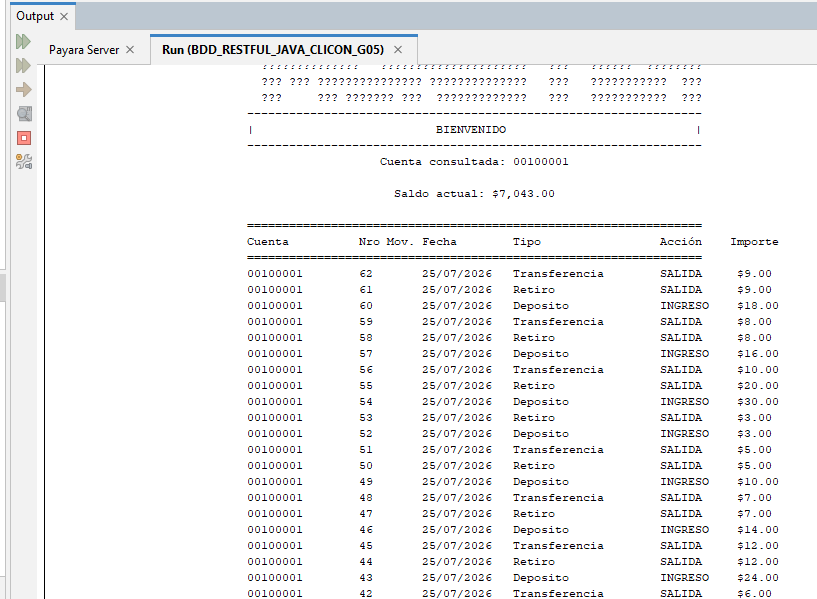 Output
Payara Server
Run (BDD_RESTFUL_JAVA_CLICON_G05)
??? ??? ??????????????? ?????????????? ??? ??????????? ???
??? ??? ??????? ??? ????????????? ??? ??????????? ???
-----------------------------------------------------------------
| BIENVENIDO |
-----------------------------------------------------------------
Cuenta consultada: 00100001
Saldo actual: $7,043.00
=================================================================
Cuenta Nro Mov. Fecha Tipo Acción Importe
=================================================================
00100001 62 25/07/2026 Transferencia SALIDA $9.00
00100001 61 25/07/2026 Retiro SALIDA $9.00
00100001 60 25/07/2026 Deposito INGRESO $18.00
00100001 59 25/07/2026 Transferencia SALIDA $8.00
00100001 58 25/07/2026 Retiro SALIDA $8.00
00100001 57 25/07/2026 Deposito INGRESO $16.00
00100001 56 25/07/2026 Transferencia SALIDA $10.00
00100001 55 25/07/2026 Retiro SALIDA $20.00
00100001 54 25/07/2026 Deposito INGRESO $30.00
00100001 53 25/07/2026 Retiro SALIDA $3.00
00100001 52 25/07/2026 Deposito INGRESO $3.00
00100001 51 25/07/2026 Transferencia SALIDA $5.00
00100001 50 25/07/2026 Retiro SALIDA $5.00
00100001 49 25/07/2026 Deposito INGRESO $10.00
00100001 48 25/07/2026 Transferencia SALIDA $7.00
00100001 47 25/07/2026 Retiro SALIDA $7.00
00100001 46 25/07/2026 Deposito INGRESO $14.00
00100001 45 25/07/2026 Transferencia SALIDA $12.00
00100001 44 25/07/2026 Retiro SALIDA $12.00
00100001 43 25/07/2026 Deposito INGRESO $24.00
00100001 42 25/07/2026 Transferencia SALIDA $6.00